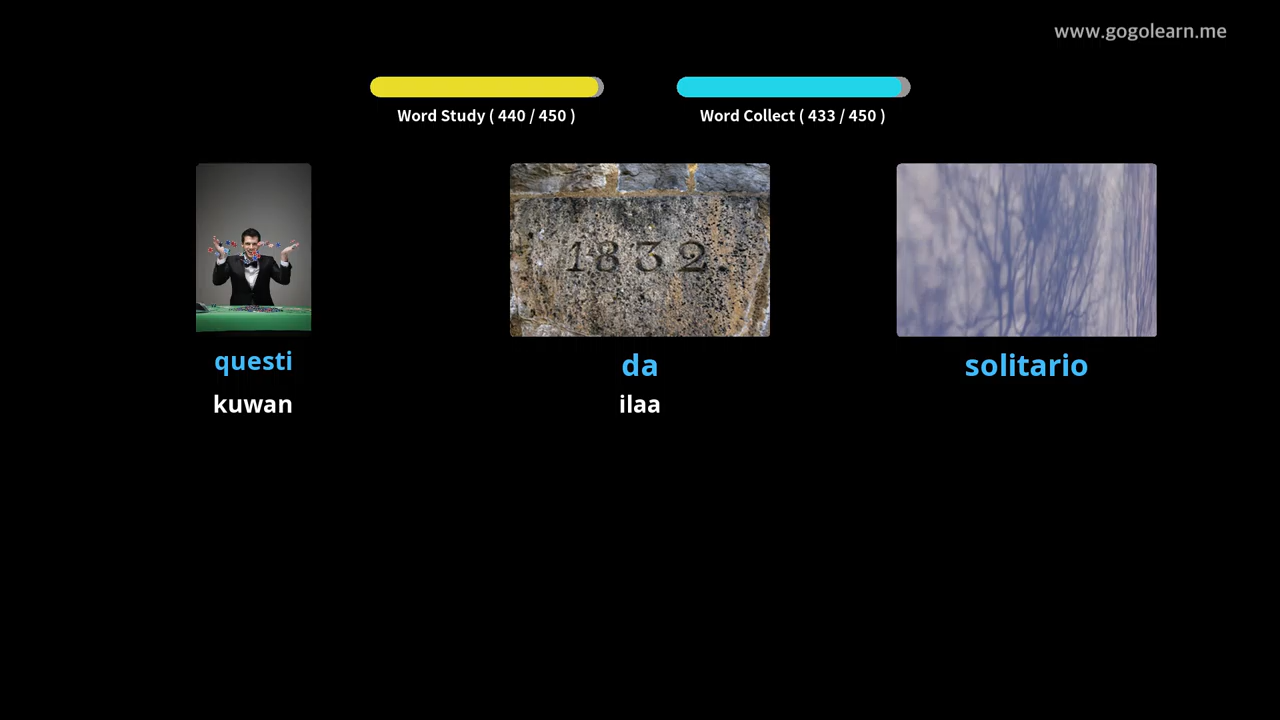 www.gogolearn.me
Word Study ( 440 / 450 )
Word Collect ( 433 / 450 )
1832.
questi
da
solitario
kuwan
ilaa